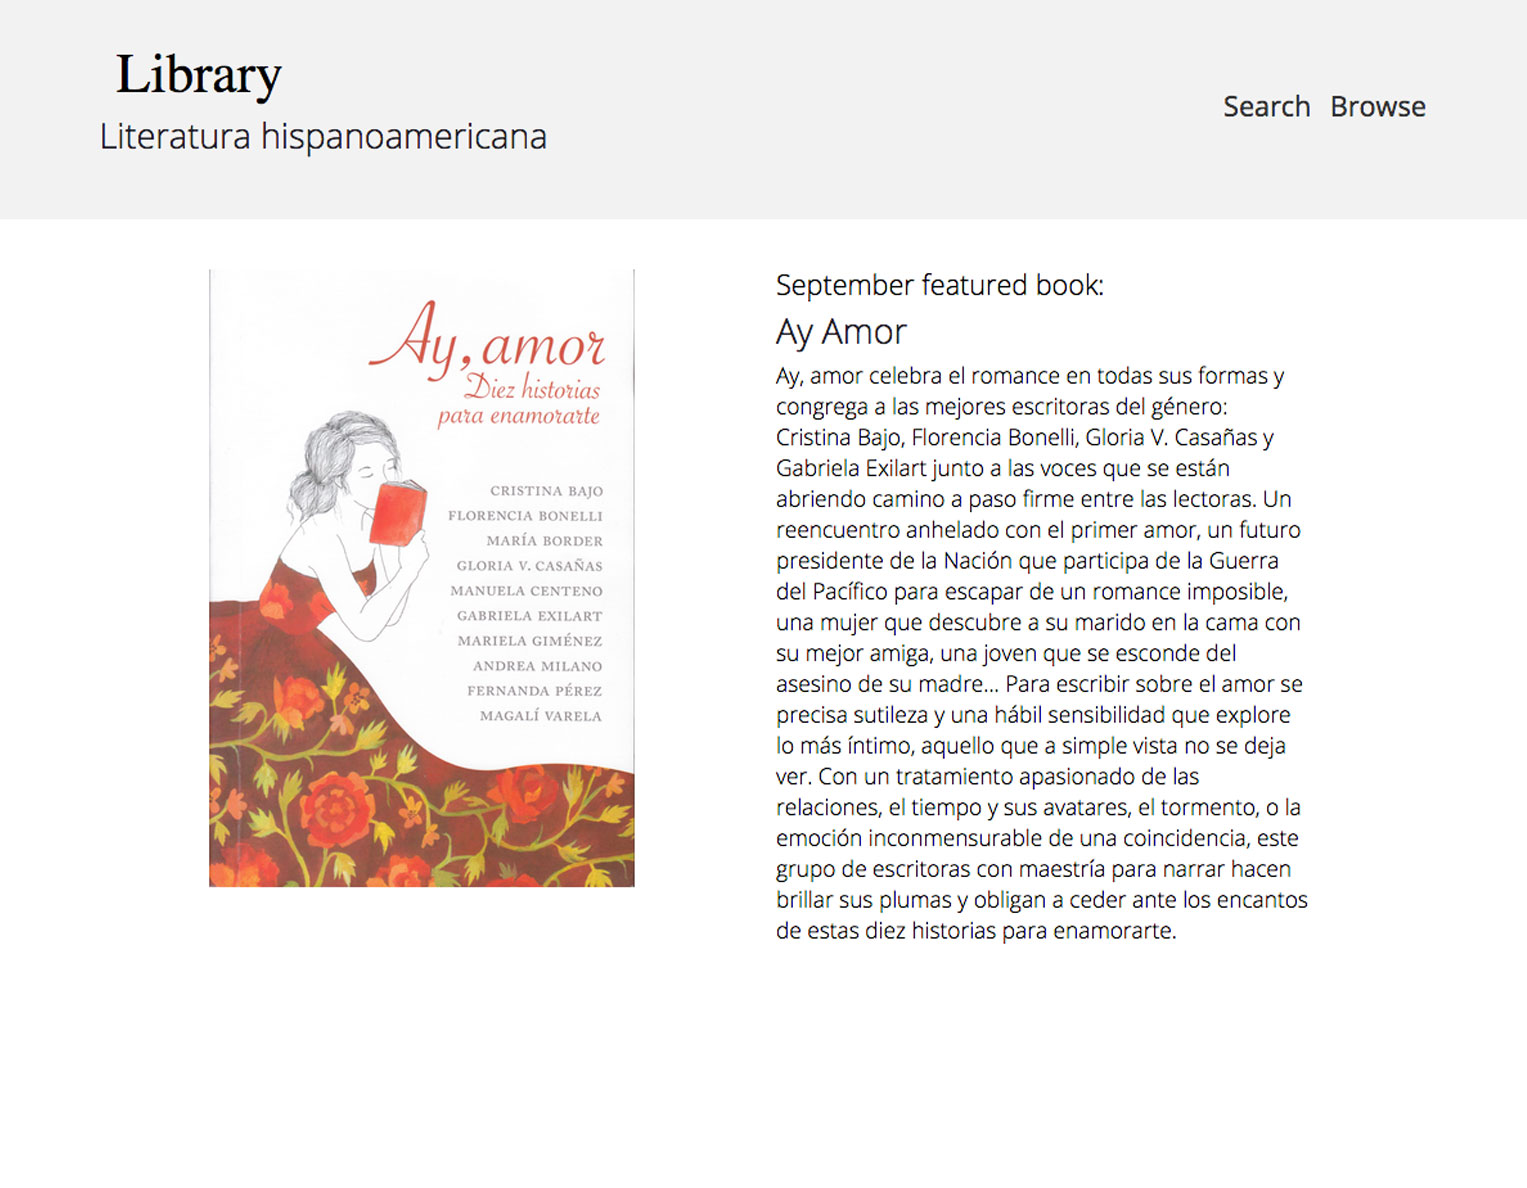 Library
Literatura hispanoamericana
Search Browse
Ay, amor
Diez historias
para enamorarte
CRISTINA BAJO
FLORENCIA BONELLI
MARÍA BORDER
GLORIA V. CASAÑAS
MANUELA CENTENO
GABRIELA EXILART
MARIELA GIMÉNEZ
ANDREA MILANO
FERNANDA PÉREZ
MAGALÍ VARELA
September featured book:
Ay Amor
Ay, amor celebra el romance en todas sus formas y
congrega a las mejores escritoras del género:
Cristina Bajo, Florencia Bonelli, Gloria V. Casañas y
Gabriela Exilart junto a las voces que se están
abriendo camino a paso firme entre las lectoras. Un
reencuentro anhelado con el primer amor, un futuro
presidente de la Nación que participa de la Guerra
del Pacífico para escapar de un romance imposible,
una mujer que descubre a su marido en la cama con
su mejor amiga, una joven que se esconde del
asesino de su madre... Para escribir sobre el amor se
precisa sutileza y una hábil sensibilidad que explore
lo más íntimo, aquello que a simple vista no se deja
ver. Con un tratamiento apasionado de las
relaciones, el tiempo y sus avatares, el tormento, o la
emoción inconmensurable de una coincidencia, este
grupo de escritoras con maestría para narrar hacen
brillar sus plumas y obligan a ceder ante los encantos
de estas diez historias para enamorarte.